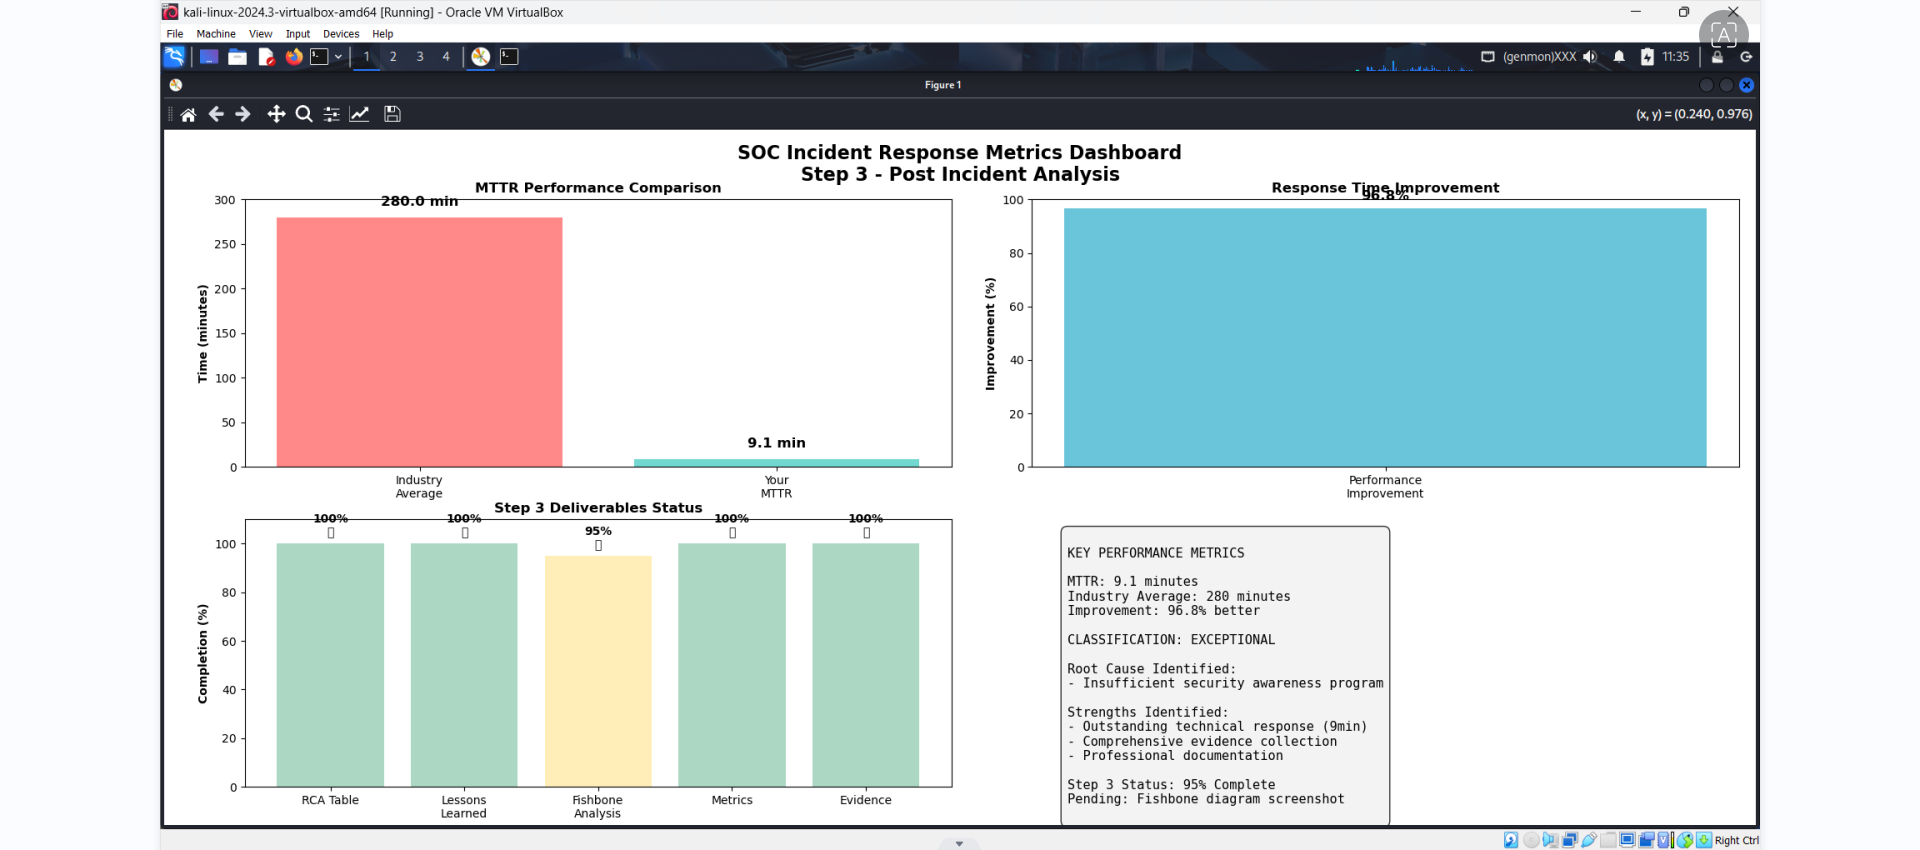 kali-linux-2024.3-virtualbox-amd64 [Running] - Oracle VM VirtualBox
File Machine View Input Devices Help
1 2 3 4 (genmon)XXX 11:35
Figure 1
(x, y) = (0.240, 0.976)
SOC Incident Response Metrics Dashboard
Step 3 - Post Incident Analysis
MTTR Performance Comparison
280.0 min
9.1 min
300
250
200
150
100
50
0
Time (minutes)
Industry
Average
Your
MTTR
Response Time Improvement
96.8%
100
80
60
40
20
0
Improvement (%)
Performance
Improvement
Step 3 Deliverables Status
100% 100% 95% 100% 100%
100
80
60
40
20
0
Completion (%)
RCA Table
Lessons
Learned
Fishbone
Analysis
Metrics
Evidence
KEY PERFORMANCE METRICS
MTTR: 9.1 minutes
Industry Average: 280 minutes
Improvement: 96.8% better
CLASSIFICATION: EXCEPTIONAL
Root Cause Identified:
- Insufficient security awareness program
Strengths Identified:
- Outstanding technical response (9min)
- Comprehensive evidence collection
- Professional documentation
Step 3 Status: 95% Complete
Pending: Fishbone diagram screenshot
Right Ctrl